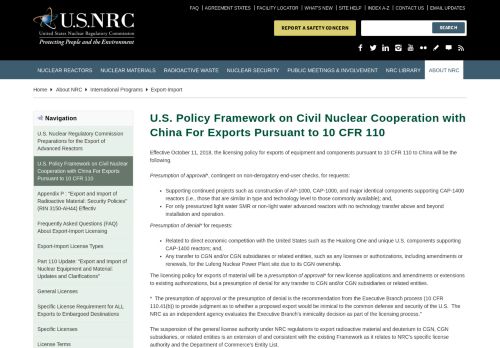 FAQ | AGREEMENT STATES | FACILITY LOCATOR | WHAT'S NEW | SITE HELP | INDEX A-Z | CONTACT US | EMAIL UPDATES
U.S.NRC
United States Nuclear Regulatory Commission
Protecting People and the Environment
REPORT A SAFETY CONCERN
SEARCH
NUCLEAR REACTORS NUCLEAR MATERIALS RADIOACTIVE WASTE NUCLEAR SECURITY PUBLIC MEETINGS & INVOLVEMENT NRC LIBRARY ABOUT NRC
Home About NRC International Programs Export-Import
Navigation
U.S. Nuclear Regulatory Commission
Preparations for the Export of
Advanced Reactors
U.S. Policy Framework on Civil Nuclear
Cooperation with China For Exports
Pursuant to 10 CFR 110
Appendix P : "Export and Import of
Radioactive Material: Security Policies"
(RIN 3150-AH44) Effectiv
Frequently Asked Questions (FAQ)
About Export-Import Licensing
Export-Import License Types
Part 110 Update: "Export and Import of
Nuclear Equipment and Material:
Updates and Clarifications"
General Licenses
Specific License Requirement for ALL
Exports to Embargoed Destinations
Specific Licenses
License Terms
U.S. Policy Framework on Civil Nuclear Cooperation with
China For Exports Pursuant to 10 CFR 110
Effective October 11, 2018, the licensing policy for exports of equipment and components pursuant to 10 CFR 110 to China will be the
following.
Presumption of approval*, contingent on non-derogatory end-user checks, for requests:
• Supporting continued projects such as construction of AP-1000, CAP-1000, and major identical components supporting CAP-1400
reactors (i.e., those that are similar in type and technology level to those commonly available); and,
• For only pressurized light water SMR or non-light water advanced reactors with no technology transfer above and beyond
installation and operation.
Presumption of denial* for requests:
• Related to direct economic competition with the United States such as the Hualong One and unique U.S. components supporting
CAP-1400 reactors; and,
• Any transfer to CGN and/or CGN subsidiaries or related entities, such as any licenses or authorizations, including amendments or
renewals, for the Lufeng Nuclear Power Plant site due to its CGN ownership.
The licensing policy for exports of material will be a presumption of approval* for new license applications and amendments or extensions
to existing authorizations, but a presumption of denial for any transfer to CGN and/or CGN subsidiaries or related entities.
* The presumption of approval or the presumption of denial is the recommendation from the Executive Branch process (10 CFR
110.41(b)) to provide judgment as to whether a proposed export would be inimical to the common defense and security of the U.S. The
NRC as an independent agency evaluates the Executive Branch's inimicality decision as part of the licensing process."
The suspension of the general license authority under NRC regulations to export radioactive material and deuterium to CGN, CGN
subsidiaries, or related entities is an extension of and consistent with the existing Framework as it relates to NRC's specific license
authority and the Department of Commerce's Entity List.